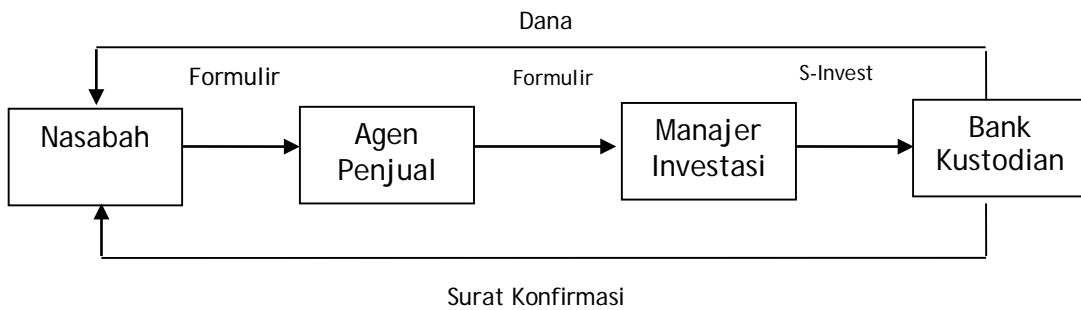 Dana
Formulir
Formulir
S-Invest
Nasabah
Agen
Penjual
Manajer
Investasi
Bank
Kustodian
Surat Konfirmasi